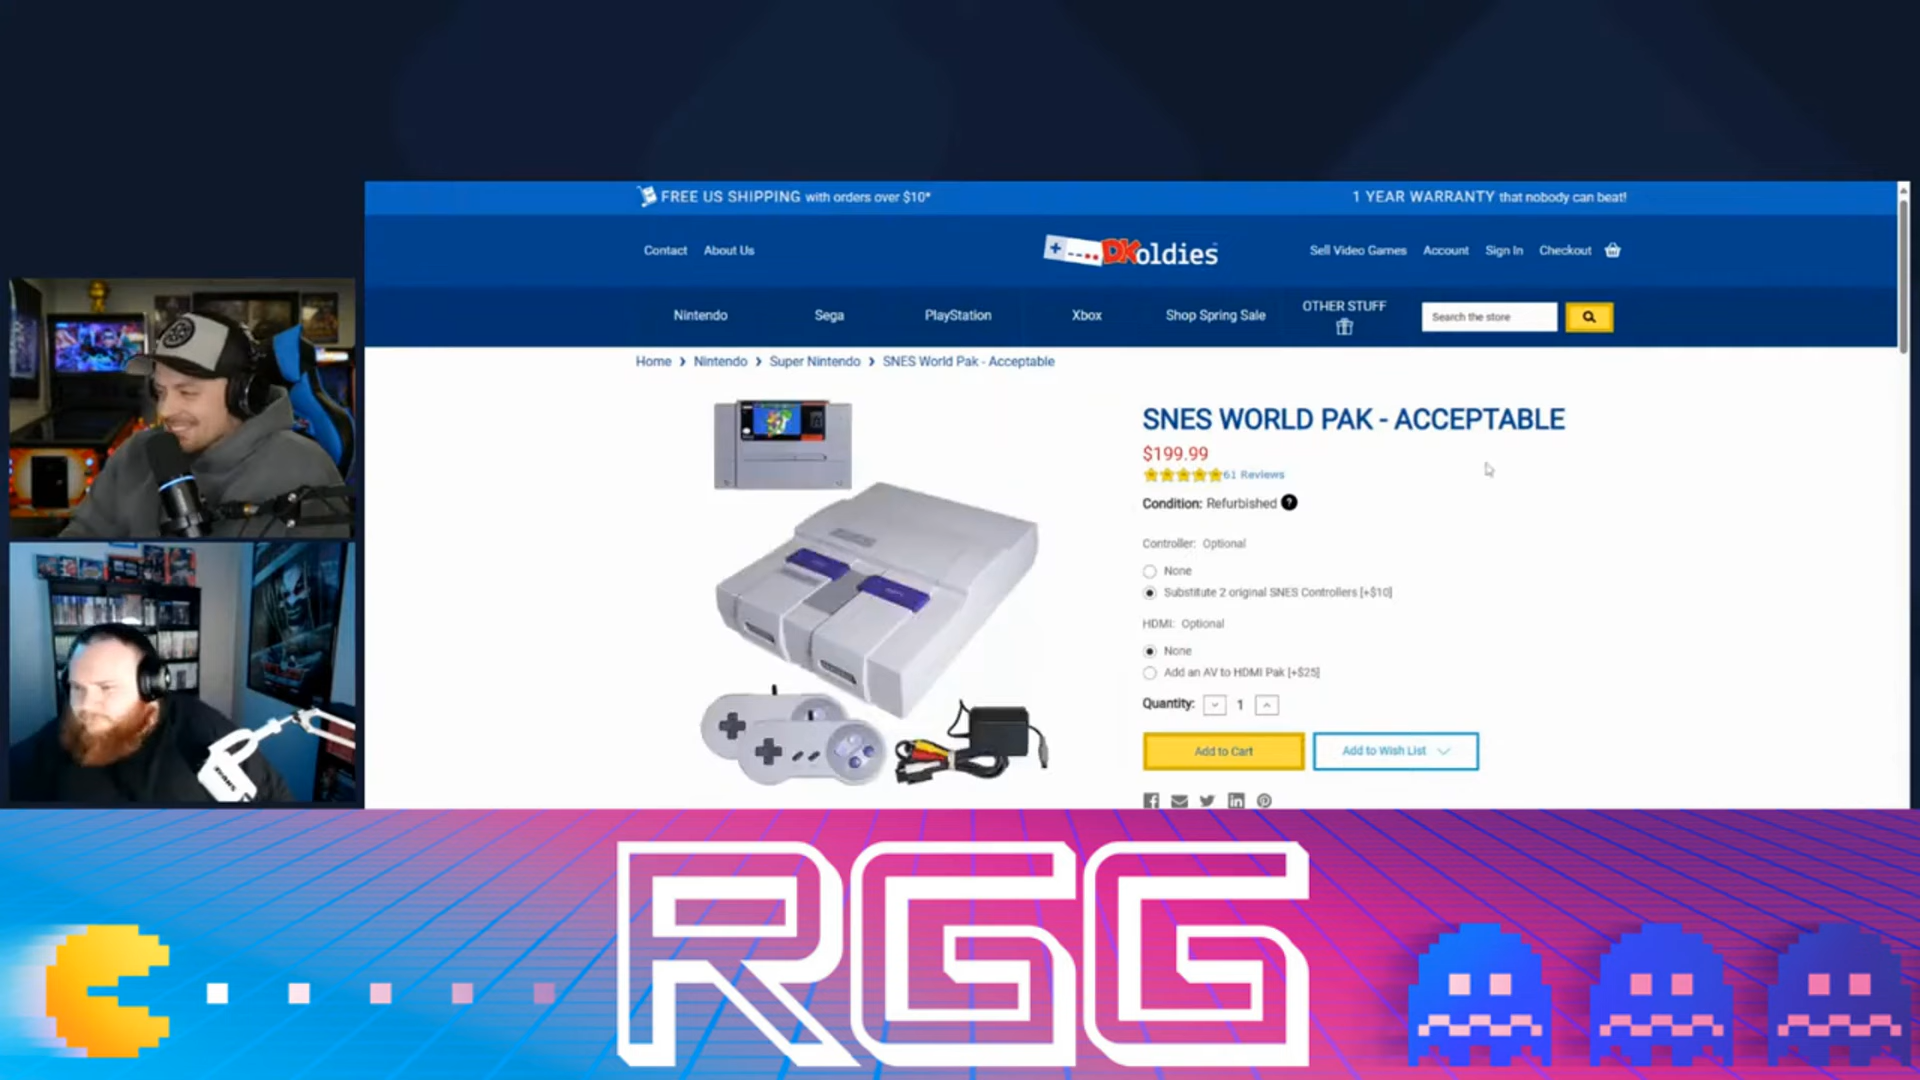 FREE US SHIPPING with orders over $10*
1 YEAR WARRANTY that nobody can beat!
Contact
About Us
DKoldies
Sell Video Games
Account
Sign In
Checkout
Nintendo
Sega
PlayStation
Xbox
Shop Spring Sale
OTHER STUFF
Search the store
Home > Nintendo > Super Nintendo > SNES World Pak - Acceptable
SNES WORLD PAK - ACCEPTABLE
$199.99
61 Reviews
Condition: Refurbished ?
Controller: Optional
None
Substitute 2 original SNES Controllers [+$10]
HDMI: Optional
None
Add an AV to HDMI Pak [+$25]
Quantity: 1
Add to Cart
Add to Wish List
RGG